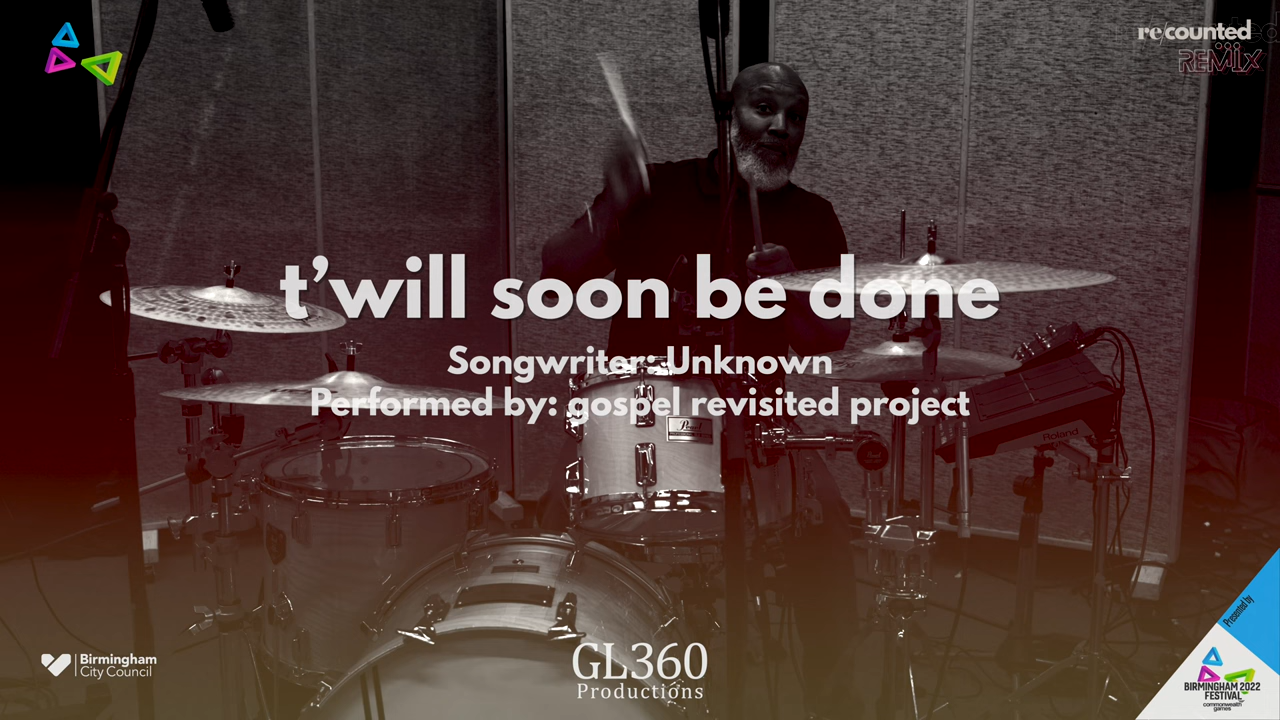 re/counted
REMix
t'will soon be done
Songwriter: Unknown
Performed by: gospel revisited project
Pearl
Roland
Presented by
Birmingham
City Council
GL360
Productions
BIRMINGHAM 2022
FESTIVAL
commonwealth
games